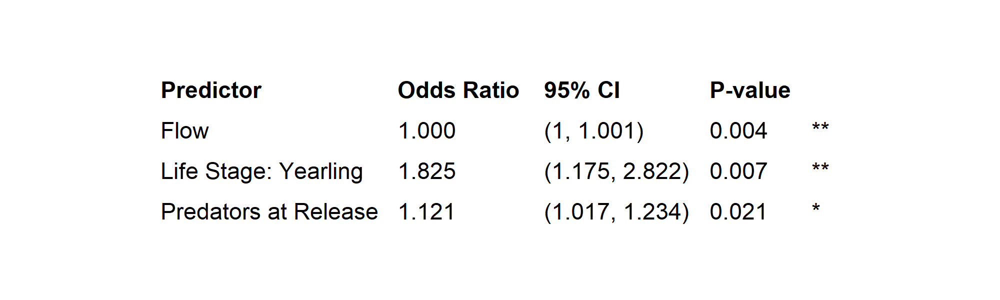 Predictor Odds Ratio 95% CI P-value
Flow 1.000 (1, 1.001) 0.004 **
Life Stage: Yearling 1.825 (1.175, 2.822) 0.007 **
Predators at Release 1.121 (1.017, 1.234) 0.021 *